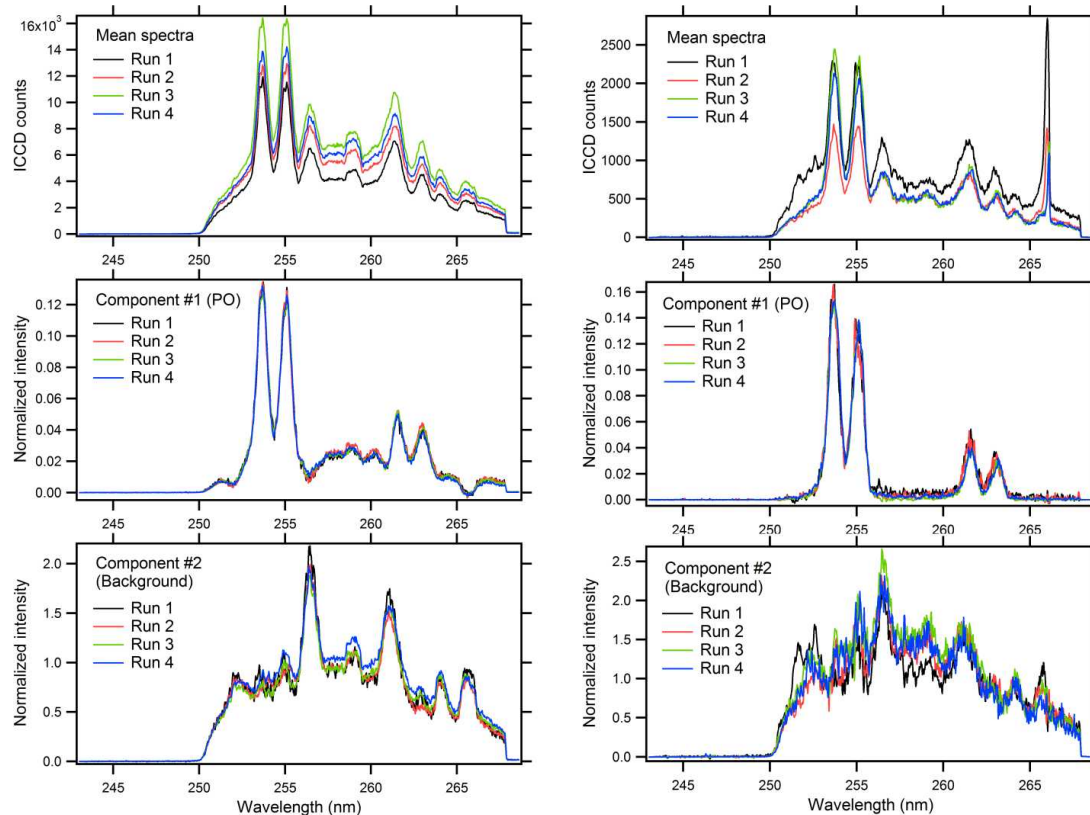 16x10³
14
12
10
8
6
4
2
0
ICCD counts
Mean spectra
Run 1
Run 2
Run 3
Run 4
245
250
255
260
265
0.12
0.10
0.08
0.06
0.04
0.02
0.00
Normalized intensity
Component #1 (PO)
Run 1
Run 2
Run 3
Run 4
245
250
255
260
265
2.0
1.5
1.0
0.5
0.0
Normalized intensity
Component #2
(Background)
Run 1
Run 2
Run 3
Run 4
245
250
255
260
265
Wavelength (nm)
2500
2000
1500
1000
500
0
ICCD counts
Mean spectra
Run 1
Run 2
Run 3
Run 4
245
250
255
260
265
0.16
0.14
0.12
0.10
0.08
0.06
0.04
0.02
0.00
Normalized intensity
Component #1 (PO)
Run 1
Run 2
Run 3
Run 4
245
250
255
260
265
2.5
2.0
1.5
1.0
0.5
0.0
Normalized intensity
Component #2
(Background)
Run 1
Run 2
Run 3
Run 4
245
250
255
260
265
Wavelength (nm)